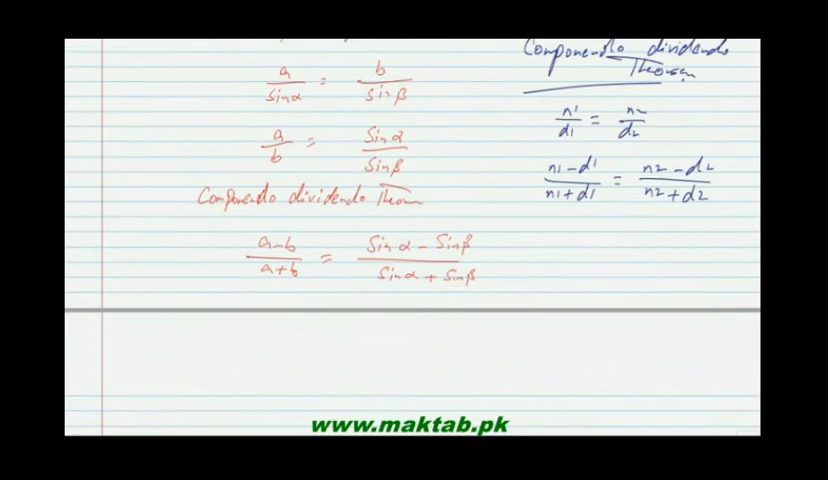 Componendo dividendo
Theorem
a/sinα = b/sinβ
n1/d1 = n2/d2
a/b = Sinα/Sinβ
n1-d1/n1+d1 = n2-d2/n2+d2
Componendo dividendo Theorem
a-b/a+b = Sinα - Sinβ/Sinα + Sinβ
www.maktab.pk